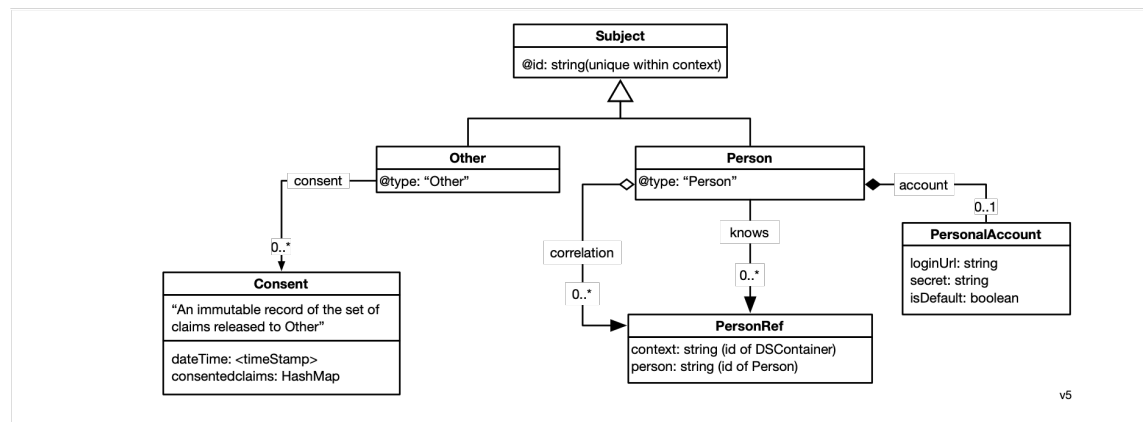 Subject
@id: string(unique within context)
Other
@type: “Other”
Person
@type: “Person”
consent
account
0..1
knows
correlation
PersonalAccount
loginUrl: string
secret: string
isDefault: boolean
0..*
0..*
0..*
Consent
“An immutable record of the set of
claims released to Other”
dateTime: <timeStamp>
consentedclaims: HashMap
PersonRef
context: string (id of DSContainer)
person: string (id of Person)
v5